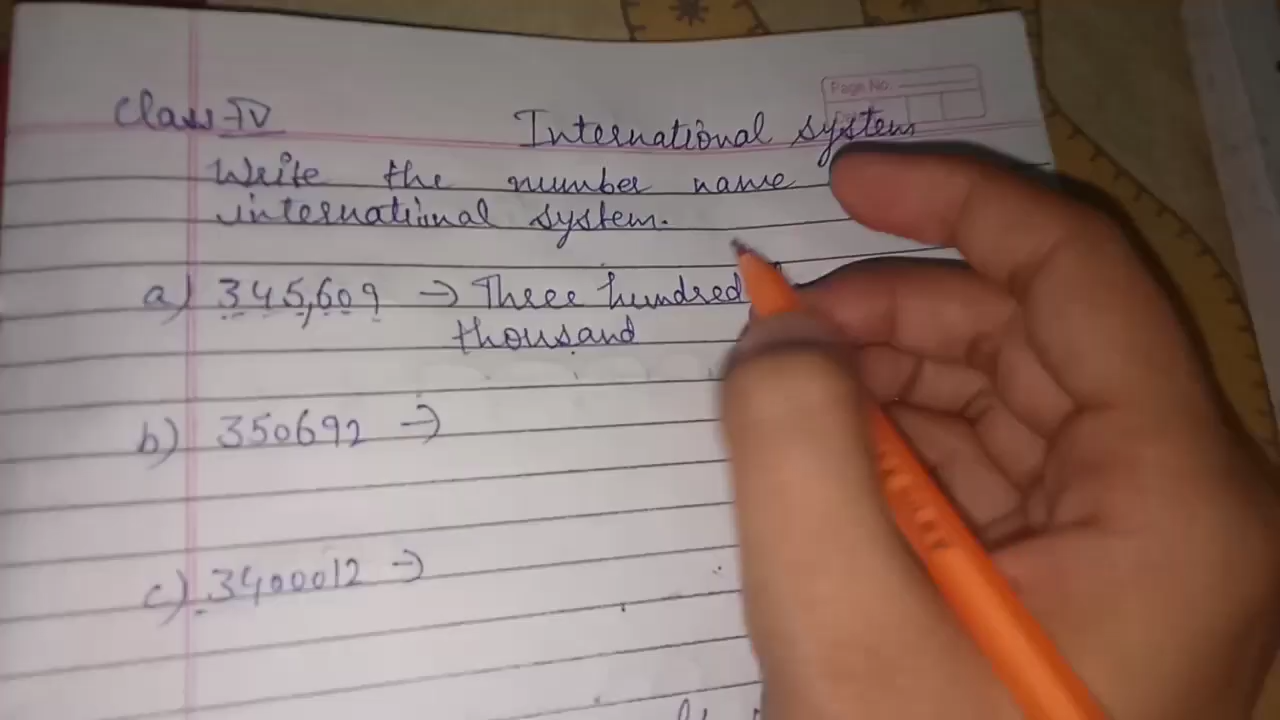 Page No.
Class-IV
International system
Write the number name
international system.
a) 345,609 → Three hundred
thousand
b) 350692 →
c) 3400012 →